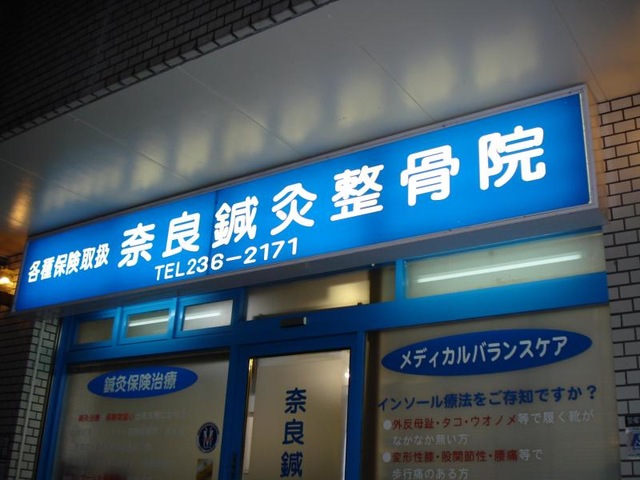 各種保険取扱 奈良鍼灸整骨院
TEL236-2171
鍼灸保険治療
奈良鍼
メディカルバランスケア
インソール療法をご存知ですか？
●外反母趾・タコ・ウオノメ等で履く靴が
なかなか無い方
●変形性膝・股関節性・腰痛等で
歩行痛のある方